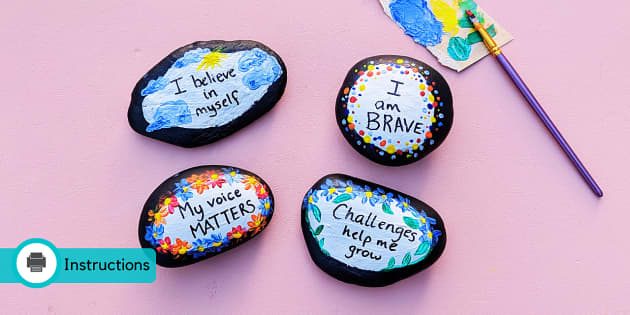 I believe
in
myself
I
am
BRAVE
My voice
MATTERS
Challenges
help me
grow
Instructions